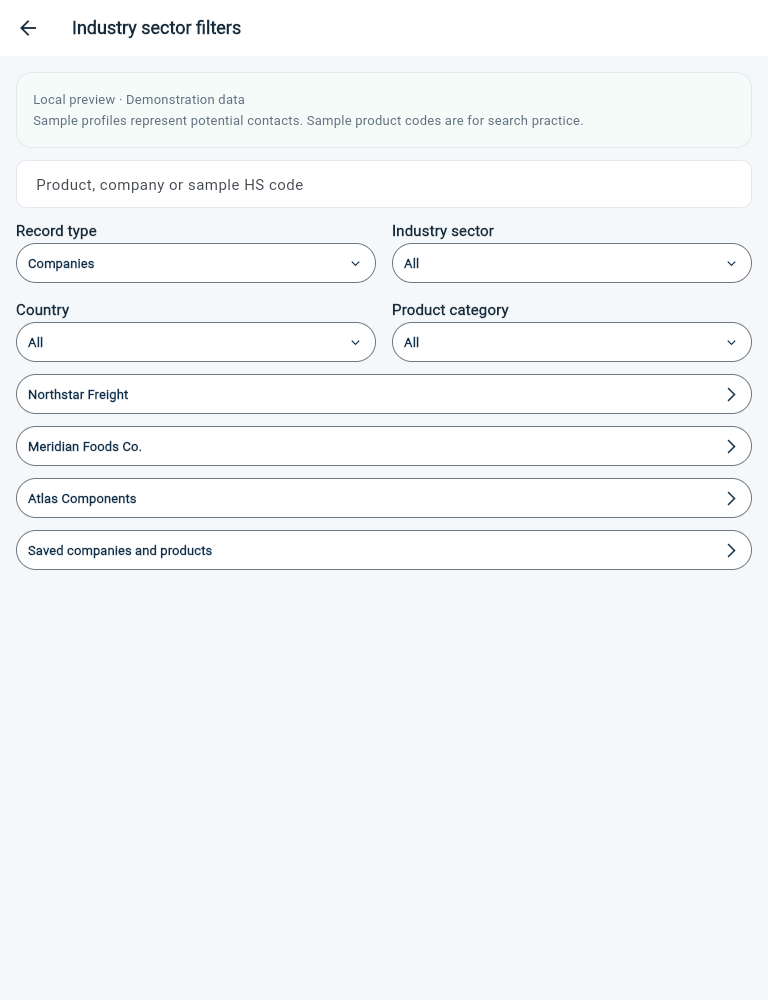 Industry sector filters
Local preview · Demonstration data
Sample profiles represent potential contacts. Sample product codes are for search practice.
Product, company or sample HS code
Record type
Industry sector
Companies
All
Country
Product category
All
All
Northstar Freight
Meridian Foods Co.
Atlas Components
Saved companies and products